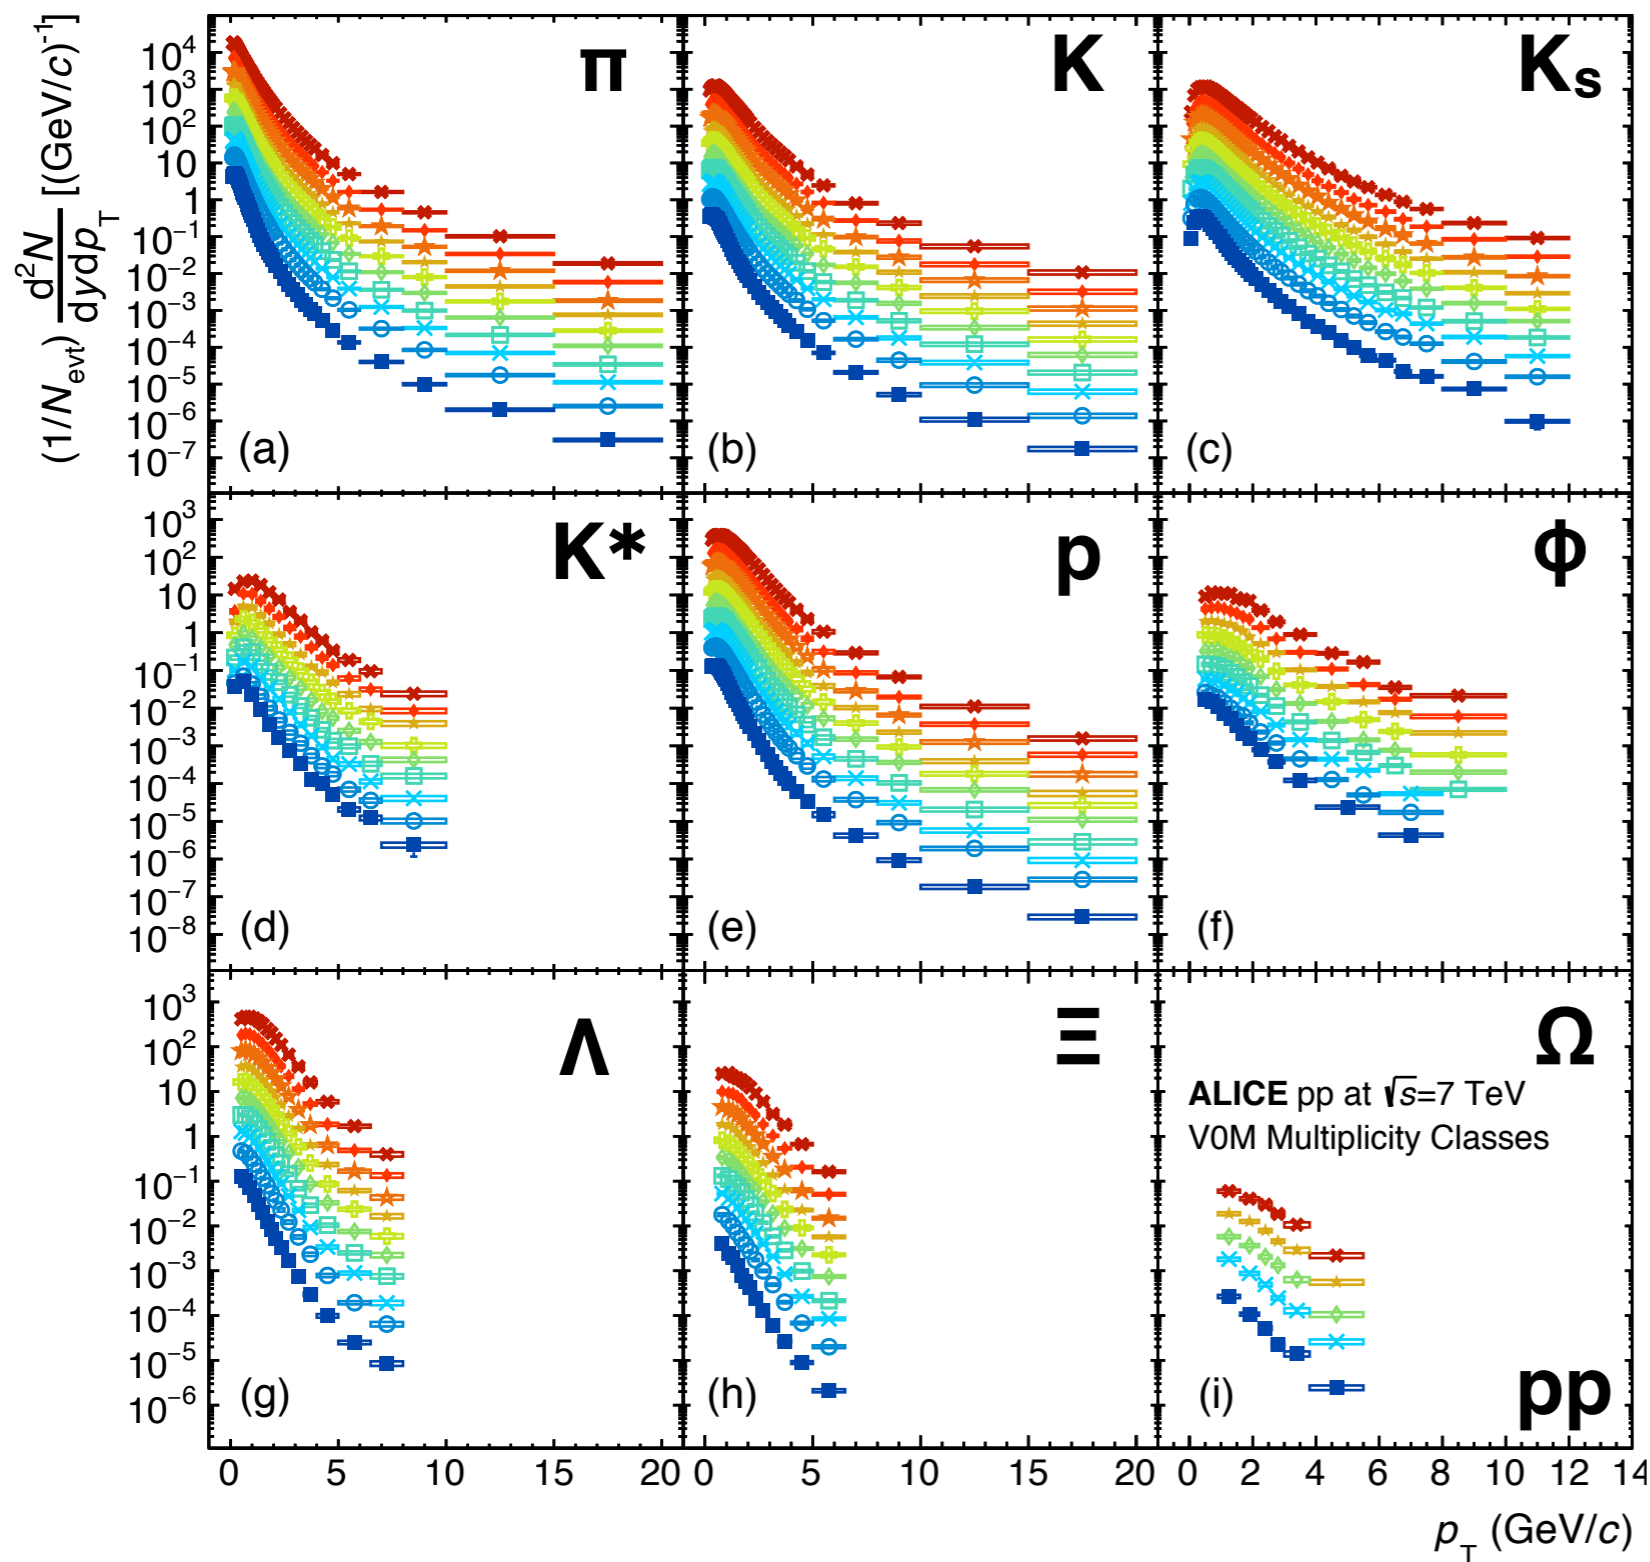 (1/N_evt) d²N/dydp_T [(GeV/c)⁻¹]
10⁴
10³
10²
10
1
10⁻¹
10⁻²
10⁻³
10⁻⁴
10⁻⁵
10⁻⁶
10⁻⁷
π
K
Kₛ
(a)
(b)
(c)
10³
10²
10
1
10⁻¹
10⁻²
10⁻³
10⁻⁴
10⁻⁵
10⁻⁶
10⁻⁷
10⁻⁸
K*
p
ϕ
(d)
(e)
(f)
10³
10²
10
1
10⁻¹
10⁻²
10⁻³
10⁻⁴
10⁻⁵
10⁻⁶
Λ
Ξ
Ω
ALICE pp at √s=7 TeV
V0M Multiplicity Classes
(g)
(h)
(i)
pp
0 5 10 15 20 0 5 10 15 20 0 2 4 6 8 10 12 14
p_T (GeV/c)